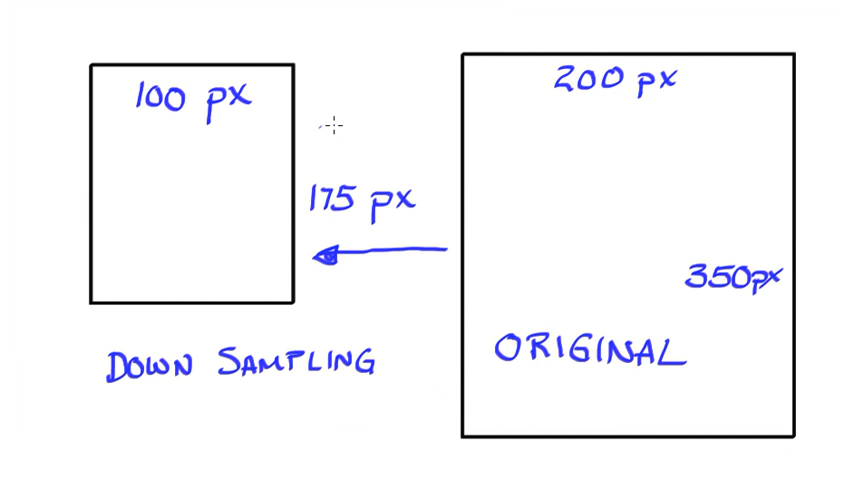 100 px
200 px
175 px
350px
ORIGINAL
DOWN SAMPLING